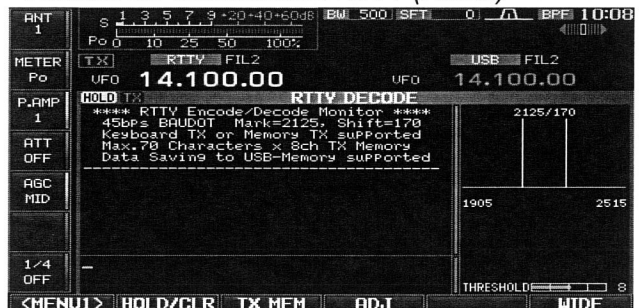 ANT 1
S 1 3 5 7 9 +20+40+60dB
BW 500 SFT 0 BPF 10:08
Po 0 10 25 50 100%
METER Po
TX RTTY FIL2
USB FIL2
VFO 14.100.00
VFO 14.100.00
P.AMP 1
HOLD TX RTTY DECODE
**** RTTY Encode/Decode Monitor ****
45bps BAUDOT Mark=2125, Shift=170
Keyboard TX or Memory TX supported
Max.70 Characters x 8ch TX Memory
Data Saving to USB-Memory supported
2125/170
1905 2515
ATT OFF
AGC MID
1/4 OFF
THRESHOLD 8
<MENU1> HOLD/CLR TX MEM ADJ WIDE